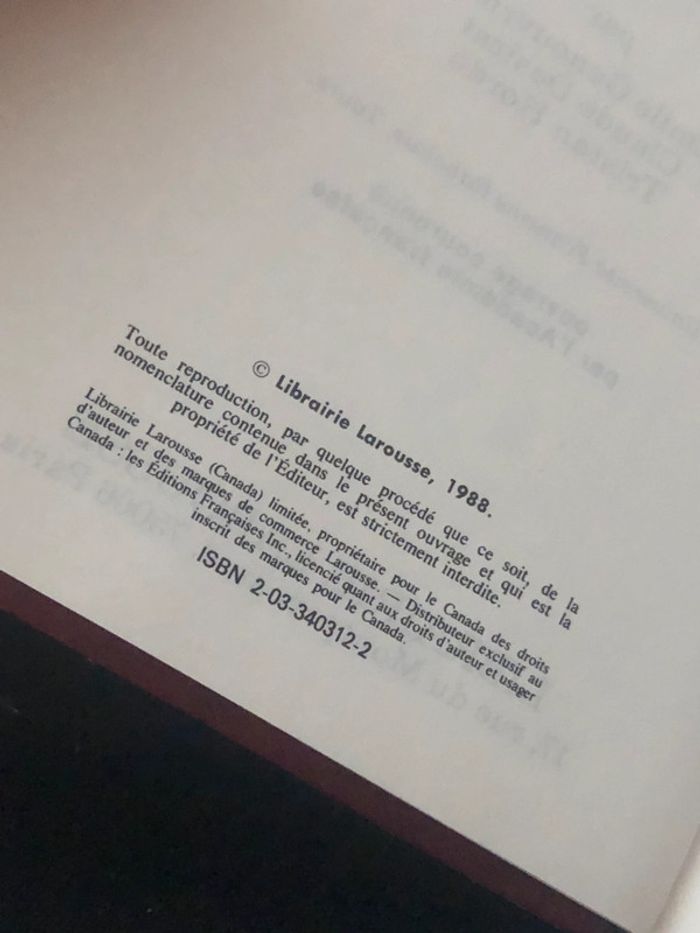 © Librairie Larousse, 1988.
Toute reproduction, par quelque procédé que ce soit, de la
nomenclature contenue dans le présent ouvrage et qui est la
propriété de l'Éditeur, est strictement interdite.
Librairie Larousse (Canada) limitée, propriétaire pour le Canada des droits
d'auteur et des marques de commerce Larousse. — Distributeur exclusif au
Canada : les Éditions Françaises Inc., licencié quant aux droits d'auteur et usager
inscrit des marques pour le Canada.
ISBN 2-03-340312-2